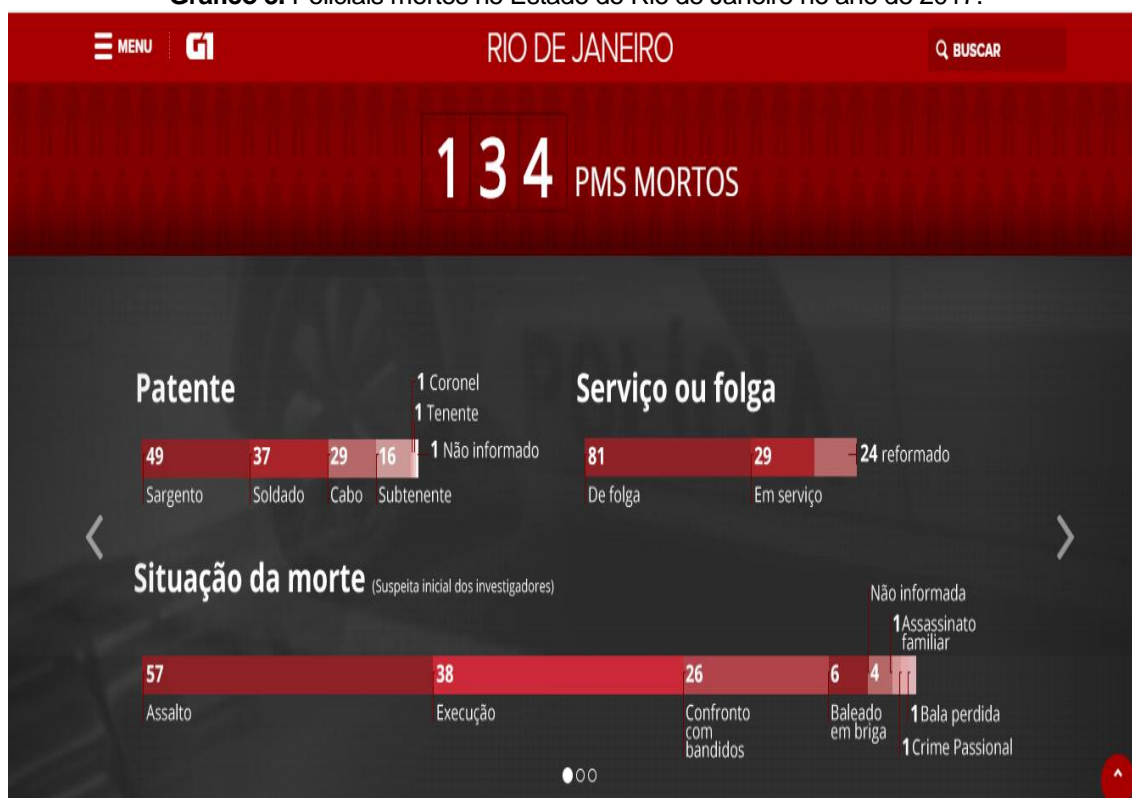 Gráfico 3. Policiais mortos no Estado do Rio de Janeiro no ano de 2017.
MENU G1 RIO DE JANEIRO BUSCAR
134 PMS MORTOS
Patente
1 Coronel
1 Tenente
1 Não informado
49 37 29 16
Sargento Soldado Cabo Subtenente
Serviço ou folga
81 29 24 reformado
De folga Em serviço
POLÍCIA
Situação da morte (Suspeita inicial dos investigadores)
Não informada
1 Assassinato
familiar
57 38 26 6 4
Assalto Execução Confronto
com
bandidos
Baleado
em briga
1 Bala perdida
1 Crime Passional